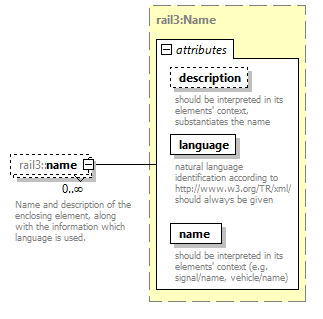 rail3:Name
attributes
description
should be interpreted in its
elements' context,
substantiates the name
language
natural language
identification according to
http://www.w3.org/TR/xml/
should always be given
name
should be interpreted in its
elements' context (e.g.
signal/name, vehicle/name)
rail3::name
0..∞
Name and description of the
enclosing element, along
with the information which
language is used.